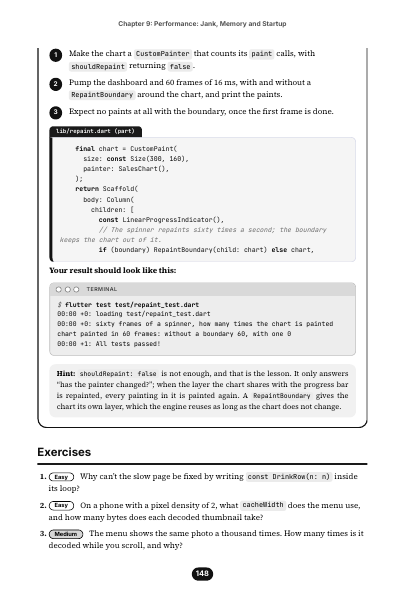 Chapter 9: Performance: Jank, Memory and Startup
1 Make the chart a CustomPainter that counts its paint calls, with
shouldRepaint returning false.
2 Pump the dashboard and 60 frames of 16 ms, with and without a
RepaintBoundary around the chart, and print the paints.
3 Expect no paints at all with the boundary, once the first frame is done.
lib/repaint.dart (part)
final chart = CustomPaint(
size: const Size(300, 160),
painter: SalesChart(),
);
return Scaffold(
body: Column(
children: [
const LinearProgressIndicator(),
// The spinner repaints sixty times a second; the boundary
keeps the chart out of it.
if (boundary) RepaintBoundary(child: chart) else chart,
Your result should look like this:
TERMINAL
$ flutter test test/repaint_test.dart
00:00 +0: loading test/repaint_test.dart
00:00 +0: sixty frames of a spinner, how many times the chart is painted
chart painted in 60 frames: without a boundary 60, with one 0
00:00 +1: All tests passed!
Hint: shouldRepaint: false is not enough, and that is the lesson. It only answers
"has the painter changed?"; when the layer the chart shares with the progress bar
is repainted, every painting in it is painted again. A RepaintBoundary gives the
chart its own layer, which the engine reuses as long as the chart does not change.
Exercises
1. Easy Why can't the slow page be fixed by writing const DrinkRow(n: n) inside
its loop?
2. Easy On a phone with a pixel density of 2, what cacheWidth does the menu use,
and how many bytes does each decoded thumbnail take?
3. Medium The menu shows the same photo a thousand times. How many times is it
decoded while you scroll, and why?
148